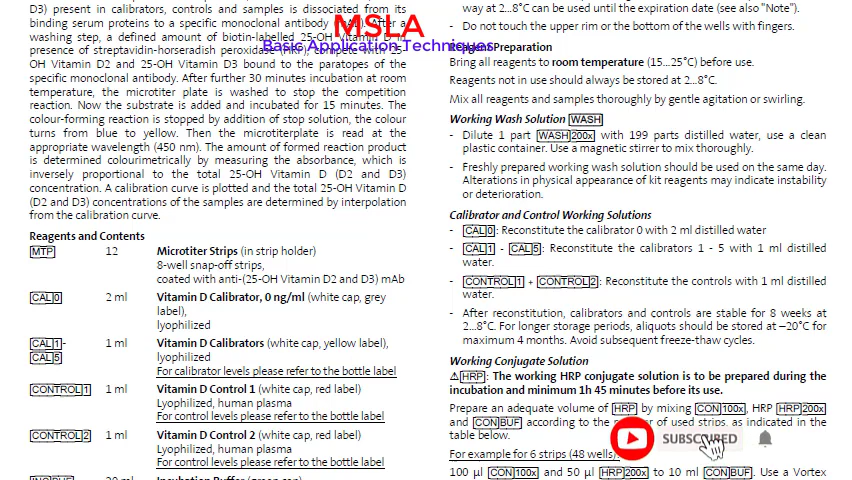 D3) present in calibrators, controls and samples is dissociated from its
binding serum proteins to a specific monoclonal antibody After a
washing step, a defined amount of biotin-labelled 25-OH Vitamin D in
presence of streptavidin-horseradish peroxidase (HRP), compete with 25-
OH Vitamin D2 and 25-OH Vitamin D3 bound to the paratopes of the
specific monoclonal antibody. After further 30 minutes incubation at room
temperature, the microtiter plate is washed to stop the competition
reaction. Now the substrate is added and incubated for 15 minutes. The
colour-forming reaction is stopped by addition of stop solution, the colour
turns from blue to yellow. Then the microtiterplate is read at the
appropriate wavelength (450 nm). The amount of formed reaction product
is determined colourimetrically by measuring the absorbance, which is
inversely proportional to the total 25-OH Vitamin D (D2 and D3)
concentration. A calibration curve is plotted and the total 25-OH Vitamin D
(D2 and D3) concentrations of the samples are determined by interpolation
from the calibration curve.
MSLA
Basic Application Techniques
Reagents and Contents
MTP 12 Microtiter Strips (in strip holder)
8-well snap-off strips,
coated with anti-(25-OH Vitamin D2 and D3) mAb
CAL|0 2 ml Vitamin D Calibrator, 0 ng/ml (white cap, grey
label),
lyophilized
CAL|1- 1 ml Vitamin D Calibrators (white cap, yellow label),
CAL|5 lyophilized
For calibrator levels please refer to the bottle label
CONTROL|1 1 ml Vitamin D Control 1 (white cap, red label)
Lyophilized, human plasma
For control levels please refer to the bottle label
CONTROL|2 1 ml Vitamin D Control 2 (white cap, red label)
Lyophilized, human plasma
For control levels please refer to the bottle label
INC|BUF 20 ml Incubation Buffer (green cap)
way at 2...8°C can be used until the expiration date (see also "Note").
- Do not touch the upper rim or the bottom of the wells with fingers.
Reagent Preparation
Bring all reagents to room temperature (15...25°C) before use.
Reagents not in use should always be stored at 2...8°C.
Mix all reagents and samples thoroughly by gentle agitation or swirling.
Working Wash Solution WASH
- Dilute 1 part WASH|200x with 199 parts distilled water, use a clean
plastic container. Use a magnetic stirrer to mix thoroughly.
- Freshly prepared working wash solution should be used on the same day.
Alterations in physical appearance of kit reagents may indicate instability
or deterioration.
Calibrator and Control Working Solutions
- CAL|0: Reconstitute the calibrator 0 with 2 ml distilled water
- CAL|1 - CAL|5: Reconstitute the calibrators 1 - 5 with 1 ml distilled
water.
- CONTROL|1 + CONTROL|2: Reconstitute the controls with 1 ml distilled
water.
- After reconstitution, calibrators and controls are stable for 8 weeks at
2...8°C. For longer storage periods, aliquots should be stored at –20°C for
maximum 4 months. Avoid subsequent freeze-thaw cycles.
Working Conjugate Solution
⚠HRP: The working HRP conjugate solution is to be prepared during the
incubation and minimum 1h 45 minutes before its use.
Prepare an adequate volume of HRP by mixing CON|100x, HRP HRP|200x
and CON|BUF according to the of used strips, as indicated in the
table below.
SUBSCRIBED
For example for 6 strips (48 wells):
100 µl CON|100x and 50 µl HRP|200x to 10 ml CON|BUF. Use a Vortex